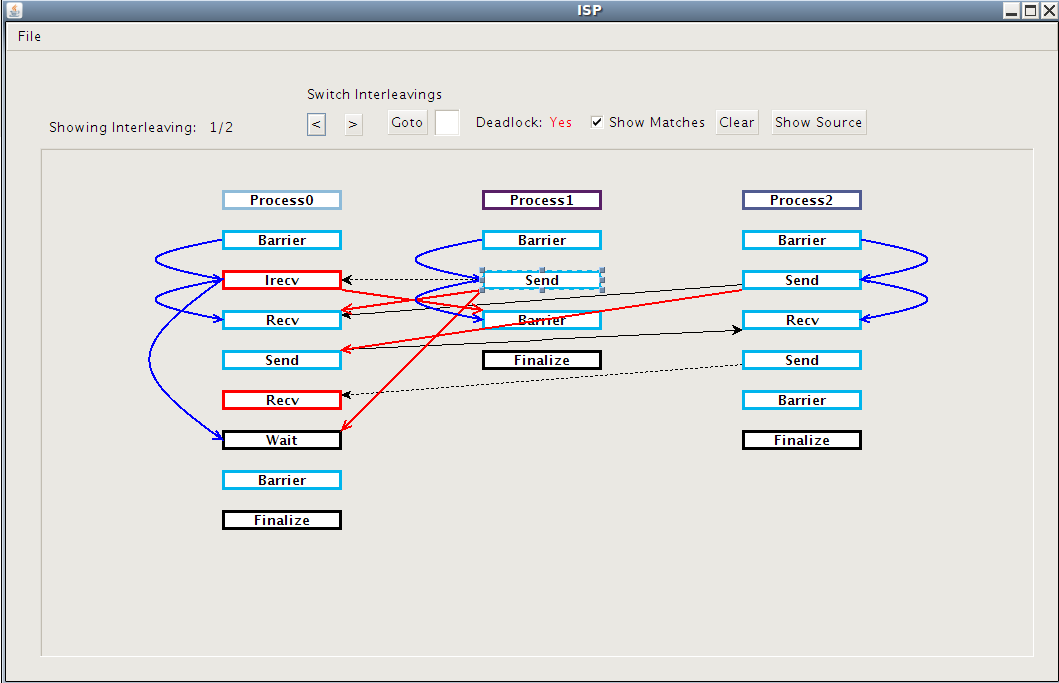 ISP
File
Switch Interleavings
Showing Interleaving: 1/2 < > Goto Deadlock: Yes Show Matches Clear Show Source
Process0 Process1 Process2
Barrier Barrier Barrier
Irecv Send Send
Recv Barrier Recv
Send Finalize Send
Recv Barrier
Wait Finalize
Barrier
Finalize